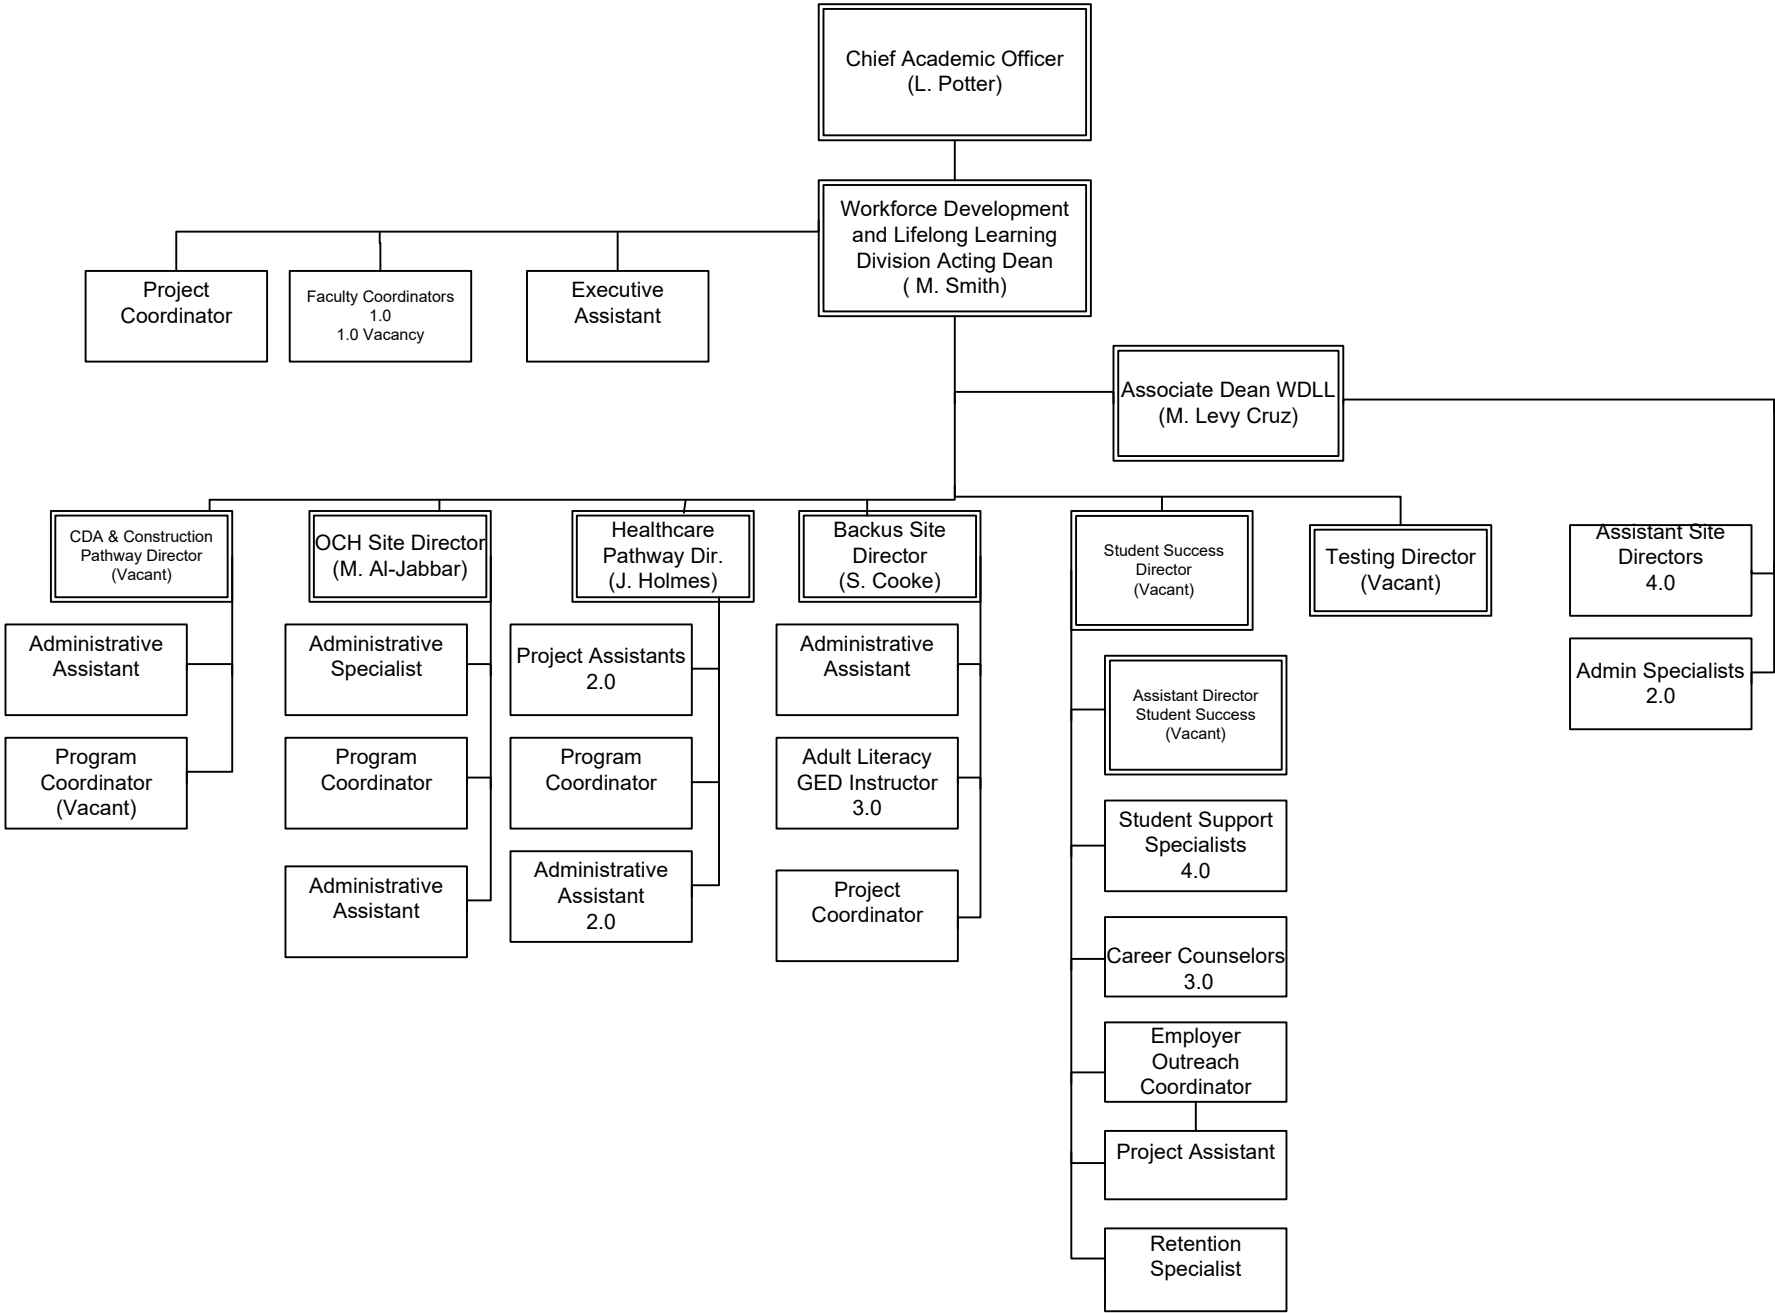 Chief Academic Officer
(L. Potter)
Workforce Development
and Lifelong Learning
Division Acting Dean
( M. Smith)
Project
Coordinator
Faculty Coordinators
1.0
1.0 Vacancy
Executive
Assistant
Associate Dean WDLL
(M. Levy Cruz)
CDA & Construction
Pathway Director
(Vacant)
OCH Site Director
(M. Al-Jabbar)
Healthcare
Pathway Dir.
(J. Holmes)
Backus Site
Director
(S. Cooke)
Student Success
Director
(Vacant)
Testing Director
(Vacant)
Assistant Site
Directors
4.0
Administrative
Assistant
Program
Coordinator
(Vacant)
Administrative
Specialist
Program
Coordinator
Administrative
Assistant
Project Assistants
2.0
Program
Coordinator
Administrative
Assistant
2.0
Administrative
Assistant
Adult Literacy
GED Instructor
3.0
Project
Coordinator
Assistant Director
Student Success
(Vacant)
Student Support
Specialists
4.0
Career Counselors
3.0
Employer
Outreach
Coordinator
Project Assistant
Retention
Specialist
Admin Specialists
2.0